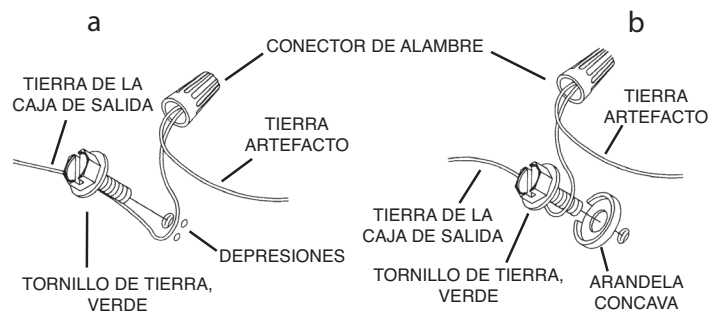 a
b
CONECTOR DE ALAMBRE
TIERRA DE LA
CAJA DE SALIDA
TIERRA
ARTEFACTO
DEPRESIONES
TORNILLO DE TIERRA,
VERDE
TIERRA
ARTEFACTO
TIERRA DE LA
CAJA DE SALIDA
TORNILLO DE TIERRA,
VERDE
ARANDELA
CONCAVA